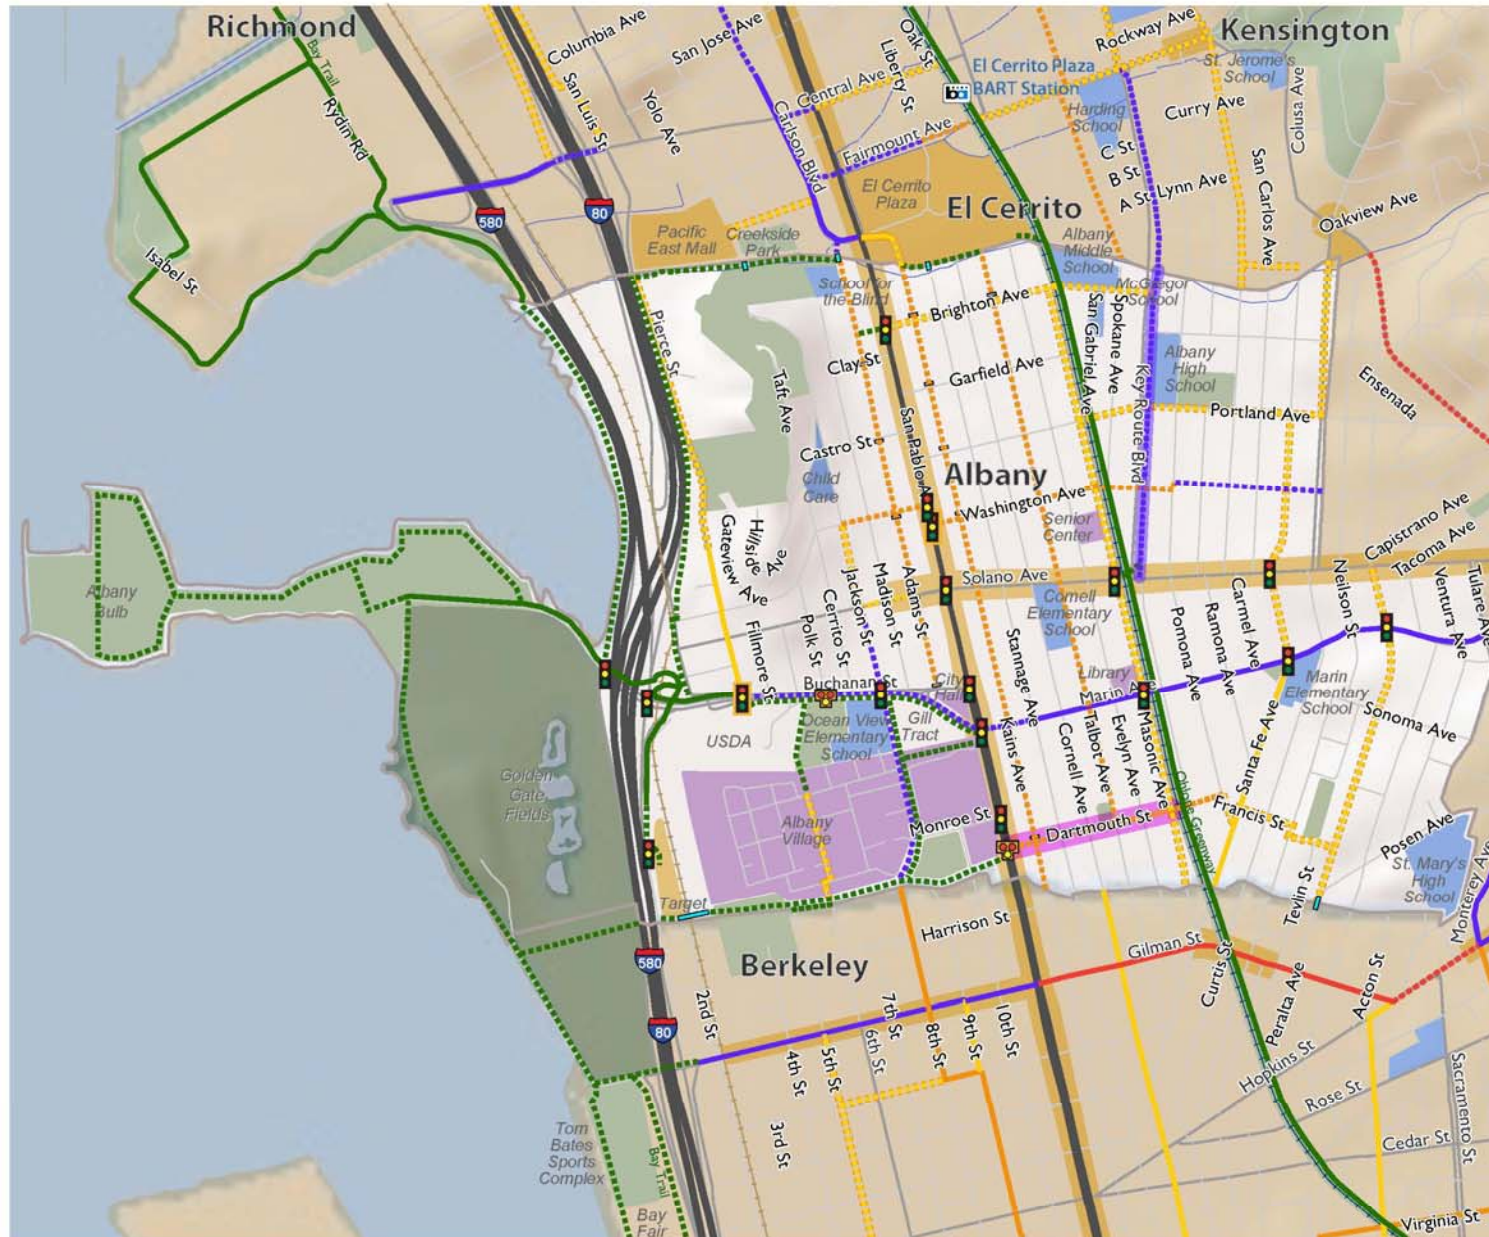 Richmond
Kensington
El Cerrito
Albany
Berkeley
Columbia Ave
San Jose Ave
Central Ave
Liberty St
Oak St
El Cerrito Plaza
BART Station
Rockway Ave
St. Jerome's
School
Colusa Ave
Bay Trail
Rydin Rd
San Luis St
Yolo Ave
Carlson Blvd
Fairmount Ave
Harding
School
Curry Ave
C St
B St
A St
Lynn Ave
San Carlos Ave
Oakview Ave
580
80
El Cerrito
Plaza
Pacific
East Mall
Creekside
Park
Albany
Middle
School
Isabel St
School for
the Blind
McGregor
School
Brighton Ave
San Gabriel Ave
Spokane Ave
Key Route Blvd
Albany
High
School
Pierce St
Taft Ave
Clay St
Garfield Ave
Ensenada
Portland Ave
San Pablo A
Castro St
Child
Care
Washington Ave
Senior
Center
Gateview Ave
Hillside
Ave
Capistrano Ave
Tacoma Ave
Albany
Bulb
Solano Ave
Cornell
Elementary
School
Jackson St
Madison St
Adams St
Cerrito St
Polk St
Fillmore St
Stannage Ave
Pomona Ave
Ramona Ave
Carmel Ave
Neilson St
Ventura Ave
Tulare Ave
Library
Marin A
Marin
Elementary
School
Buchanan St
City
Hall
USDA
Ocean View
Elementary
School
Gill
Tract
Kains Ave
Cornell Ave
Talbot Ave
Evelyn Ave
Masonic Ave
Santa Fe Ave
Sonoma Ave
Golden
Gate
Fields
Albany
Village
Monroe St
Dartmouth St
Ohlone Greenway
Francis St
Posen Ave
St. Mary's
High
School
Monterey Ave
Tevlin St
Target
Harrison St
Gilman St
Curtis St
Peralta Ave
Acton St
580
80
2nd St
3rd St
4th St
5th St
6th St
7th St
8th St
9th St
10th St
Hopkins St
Rose St
Sacramento St
Cedar St
Virginia St
Tom
Bates
Sports
Complex
Bay Trail
Bay
Fair